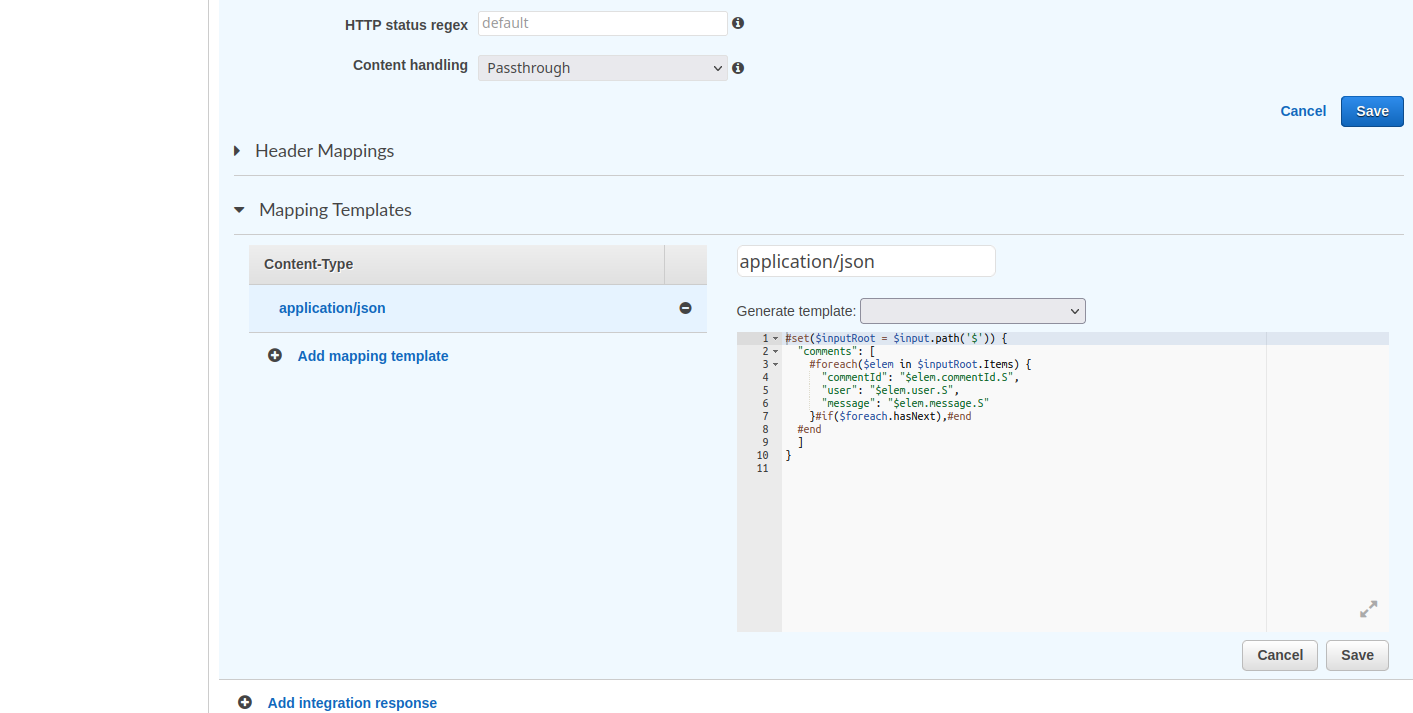 HTTP status regex default
Content handling Passthrough
Cancel Save
Header Mappings
Mapping Templates
Content-Type
application/json
Add mapping template
application/json
Generate template:
1 #set($inputRoot = $input.path('$')) {
2 "comments": [
3 #foreach($elem in $inputRoot.Items) {
4 "commentId": "$elem.commentId.S",
5 "user": "$elem.user.S",
6 "message": "$elem.message.S"
7 }#if($foreach.hasNext),#end
8 #end
9 ]
10 }
11
Cancel Save
Add integration response